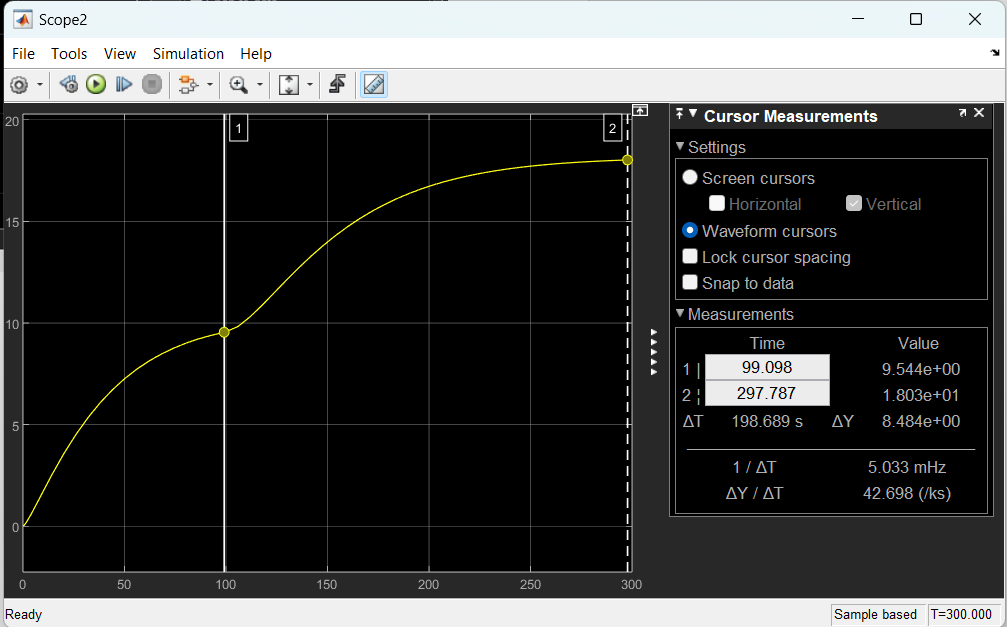 Scope2
File Tools View Simulation Help
20
15
10
5
0
0 50 100 150 200 250 300
1
2
Cursor Measurements
Settings
Screen cursors
Horizontal Vertical
Waveform cursors
Lock cursor spacing
Snap to data
Measurements
Time Value
1 | 99.098 9.544e+00
2 ¦ 297.787 1.803e+01
ΔT 198.689 s ΔY 8.484e+00
1 / ΔT 5.033 mHz
ΔY / ΔT 42.698 (/ks)
Ready Sample based T=300.000